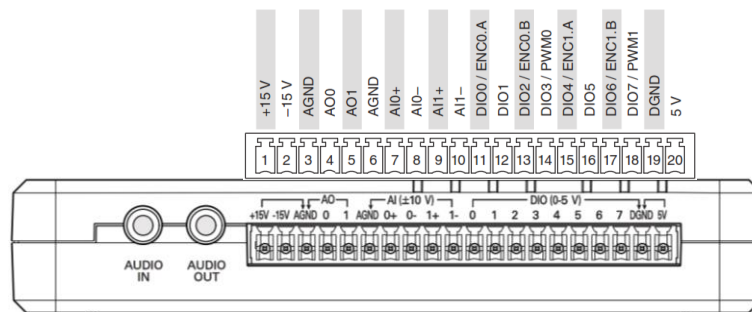 +15 V
–15 V
AGND
AO0
AO1
AGND
AI0+
AI0–
AI1+
AI1–
DIO0 / ENC0.A
DIO1
DIO2 / ENC0.B
DIO3 / PWM0
DIO4 / ENC1.A
DIO5
DIO6 / ENC1.B
DIO7 / PWM1
DGND
5 V
1 2 3 4 5 6 7 8 9 10 11 12 13 14 15 16 17 18 19 20
AO AI (±10 V) DIO (0-5 V)
+15V -15V AGND 0 1 AGND 0+ 0- 1+ 1- 0 1 2 3 4 5 6 7 DGND 5V
AUDIO IN
AUDIO OUT